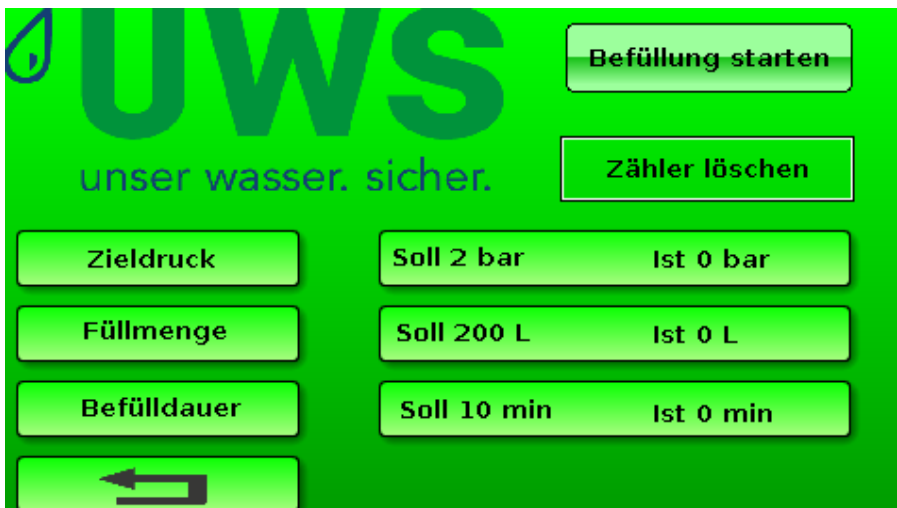 UWS
unser wasser. sicher.
Befüllung starten
Zähler löschen
Zieldruck
Soll 2 bar Ist 0 bar
Füllmenge
Soll 200 L Ist 0 L
Befülldauer
Soll 10 min Ist 0 min